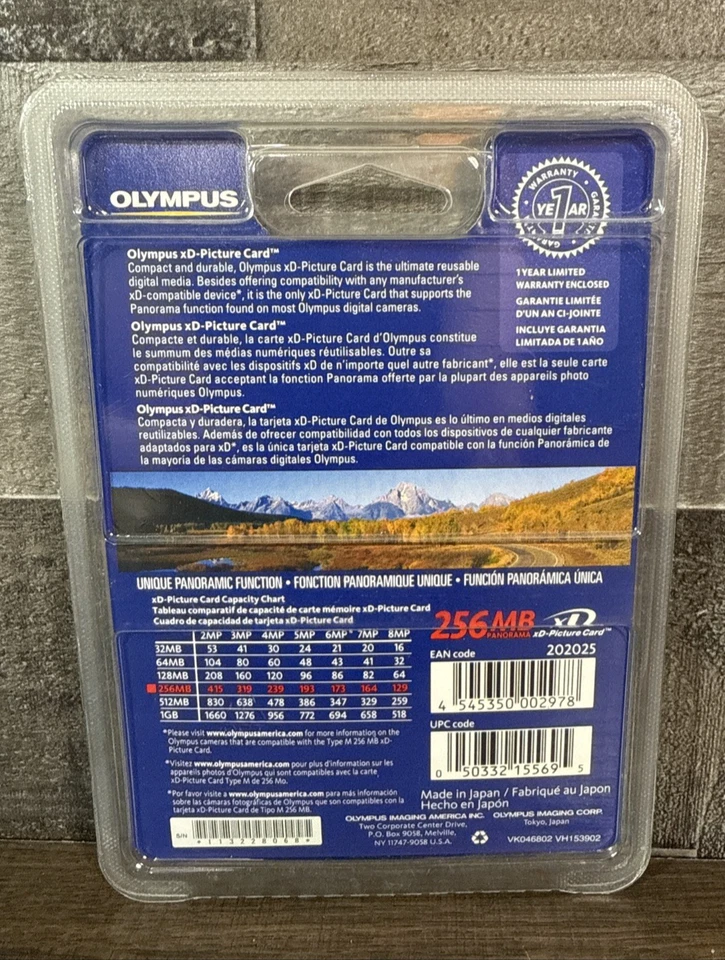 OLYMPUS
WARRANTY
YE1AR
1 YEAR LIMITED
WARRANTY ENCLOSED
GARANTIE LIMITÉE
D'UN AN CI-JOINTE
INCLUYE GARANTIA
LIMITADA DE 1 AÑO
Olympus xD-Picture Card™
Compact and durable, Olympus xD-Picture Card is the ultimate reusable
digital media. Besides offering compatibility with any manufacturer's
xD-compatible device*, it is the only xD-Picture Card that supports the
Panorama function found on most Olympus digital cameras.
Olympus xD-Picture Card™
Compacte et durable, la carte xD-Picture Card d'Olympus constitue
le summum des médias numériques réutilisables. Outre sa
compatibilité avec les dispositifs xD de n'importe quel autre fabricant*, elle est la seule carte
xD-Picture Card acceptant la fonction Panorama offerte par la plupart des appareils photo
numériques Olympus.
Olympus xD-Picture Card™
Compacta y duradera, la tarjeta xD-Picture Card de Olympus es lo último en medios digitales
reutilizables. Además de ofrecer compatibilidad con todos los dispositivos de cualquier fabricante
adaptados para xD*, es la única tarjeta xD-Picture Card compatible con la función Panorámica de
la mayoría de las cámaras digitales Olympus.
UNIQUE PANORAMIC FUNCTION • FONCTION PANORAMIQUE UNIQUE • FUNCIÓN PANORÁMICA ÚNICA
xD-Picture Card Capacity Chart
Tableau comparatif de capacité de carte mémoire xD-Picture Card
Cuadro de capacidad de tarjeta xD-Picture Card
2MP 3MP 4MP 5MP 6MP* 7MP 8MP
32MB 53 41 30 24 21 20 16
64MB 104 80 60 48 43 41 32
128MB 208 160 120 96 86 82 64
256MB 415 319 239 193 173 164 129
512MB 830 638 478 386 347 329 259
1GB 1660 1276 956 772 694 658 518
256MB
PANORAMA
xD
xD-Picture Card™
EAN code 202025
4 545350 002978
UPC code
0 50332 15569 5
*Please visit www.olympusamerica.com for more information on the
Olympus cameras that are compatible with the Type M 256 MB xD-
Picture Card.
*Visitez www.olympusamerica.com pour plus d'information sur les
appareils photos d'Olympus qui sont compatibles avec la carte
xD-Picture Card Type M de 256 Mo.
*Por favor visite a www.olympusamerica.com para más información
sobre las cámaras fotográficas de Olympus que son compatibles con la
tarjeta xD-Picture Card de Tipo M 256 MB.
S/N
*113228068*
Made in Japan / Fabriqué au Japon
Hecho en Japón
OLYMPUS IMAGING AMERICA INC.
Two Corporate Center Drive,
P.O. Box 9058, Melville,
NY 11747-9058 U.S.A.
OLYMPUS IMAGING CORP.
Tokyo, Japan
VK046802 VH153902